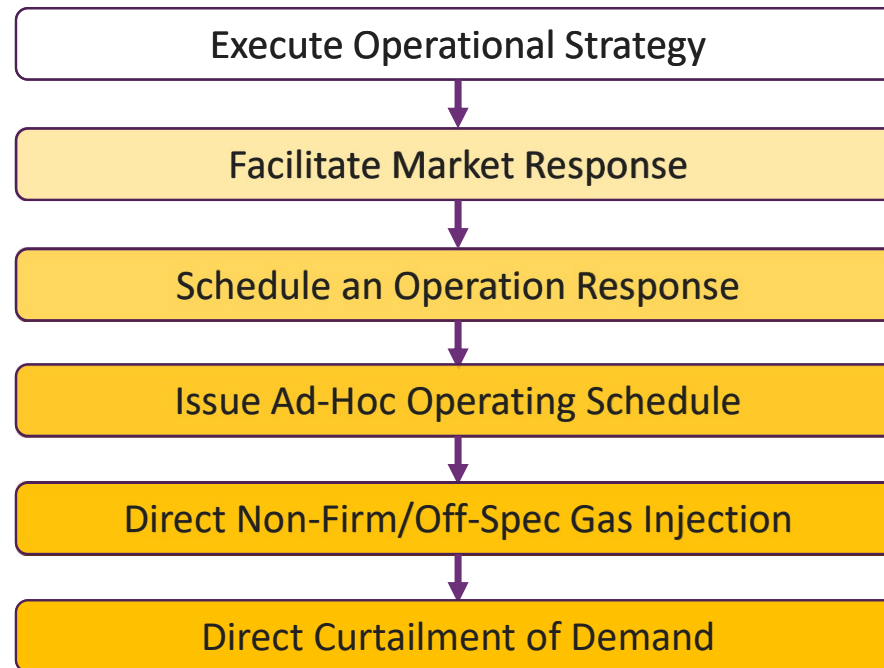 Execute Operational Strategy
Facilitate Market Response
Schedule an Operation Response
Issue Ad-Hoc Operating Schedule
Direct Non-Firm/Off-Spec Gas Injection
Direct Curtailment of Demand